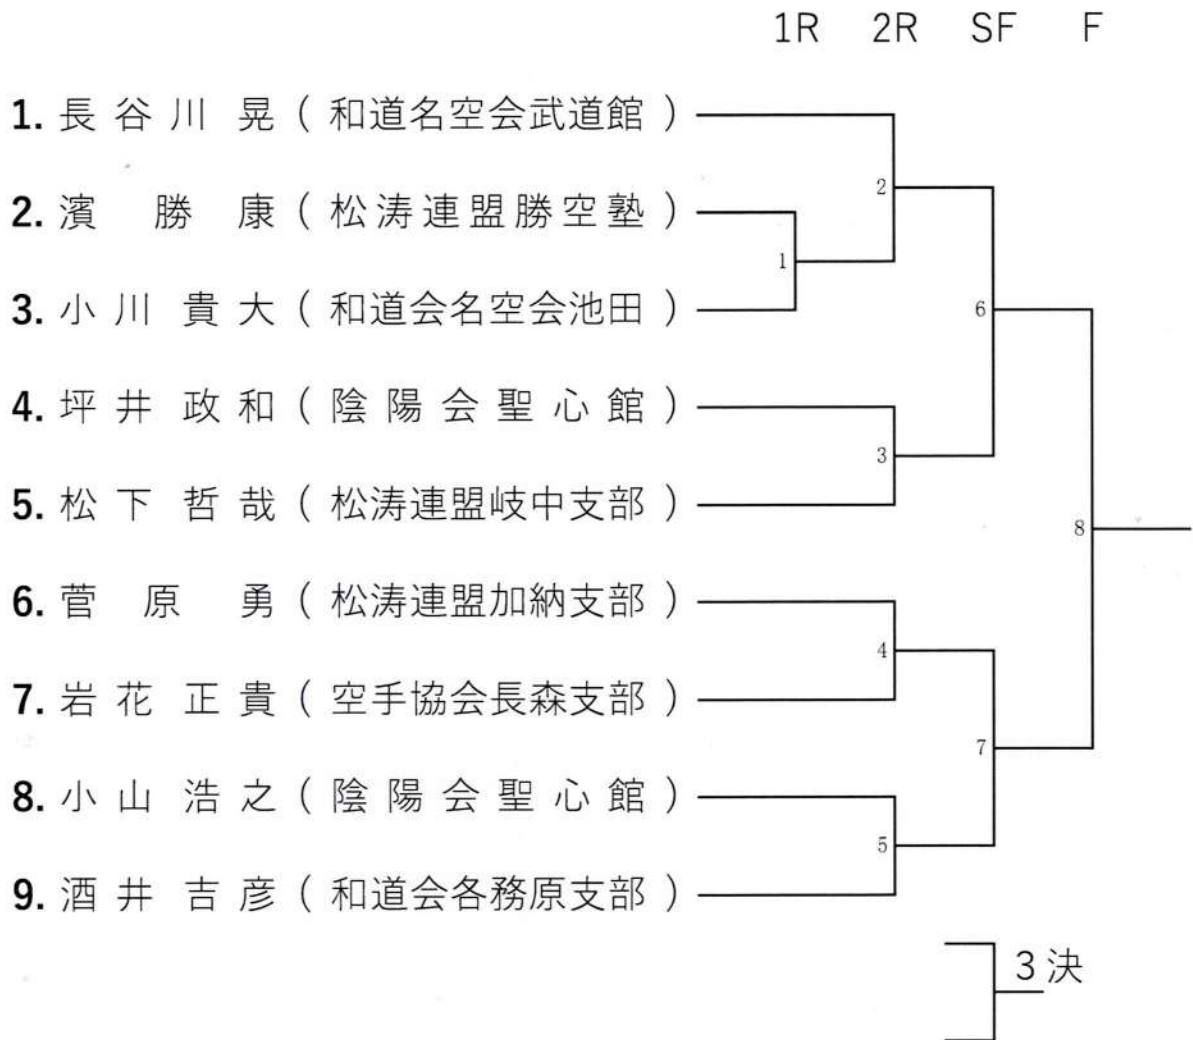 1R 2R SF F
1. 長谷川 晃 ( 和道名空会武道館 )
2
2. 濱 勝 康 ( 松涛連盟勝空塾 )
1
3. 小川 貴大 ( 和道会名空会池田 )
6
4. 坪井 政和 ( 陰陽会聖心館 )
3
5. 松下 哲哉 ( 松涛連盟岐中支部 )
8
6. 菅 原 勇 ( 松涛連盟加納支部 )
4
7. 岩花 正貴 ( 空手協会長森支部 )
7
8. 小山 浩之 ( 陰陽会聖心館 )
5
9. 酒井 吉彦 ( 和道会各務原支部 )
3決